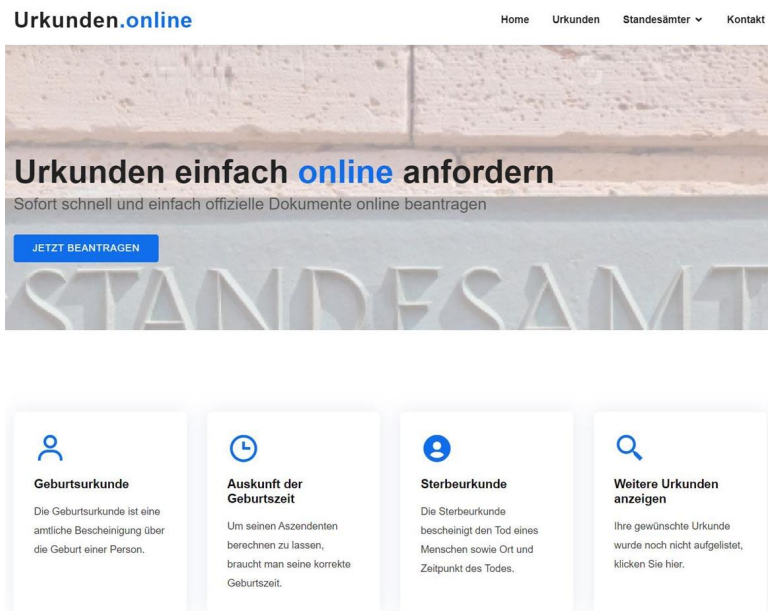 Urkunden.online
Home Urkunden Standesämter Kontakt
Urkunden einfach online anfordern
Sofort schnell und einfach offizielle Dokumente online beantragen
JETZT BEANTRAGEN
STANDESAMT
Geburtsurkunde
Die Geburtsurkunde ist eine
amtliche Bescheinigung über
die Geburt einer Person.
Auskunft der
Geburtszeit
Um seinen Aszendenten
berechnen zu lassen,
braucht man seine korrekte
Geburtszeit.
Sterbeurkunde
Die Sterbeurkunde
bescheinigt den Tod eines
Menschen sowie Ort und
Zeitpunkt des Todes.
Weitere Urkunden
anzeigen
Ihre gewünschte Urkunde
wurde noch nicht aufgelistet,
klicken Sie hier.